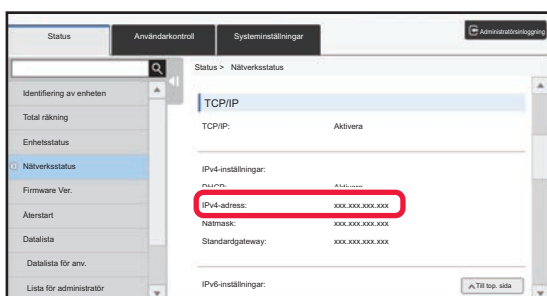 Status
Användarkontroll
Systeminställningar
Administratörsinloggning
Status > Nätverksstatus
Identifiering av enheten
Total räkning
Enhetsstatus
Nätverksstatus
Firmware Ver.
Återstart
Datalista
Datalista för anv.
Lista för administratör
TCP/IP
TCP/IP: Aktivera
IPv4-inställningar:
DHCP: Aktivera
IPv4-adress: xxx.xxx.xxx.xxx
Nätmask: xxx.xxx.xxx.xxx
Standardgateway: xxx.xxx.xxx.xxx
IPv6-inställningar:
Till top. sida